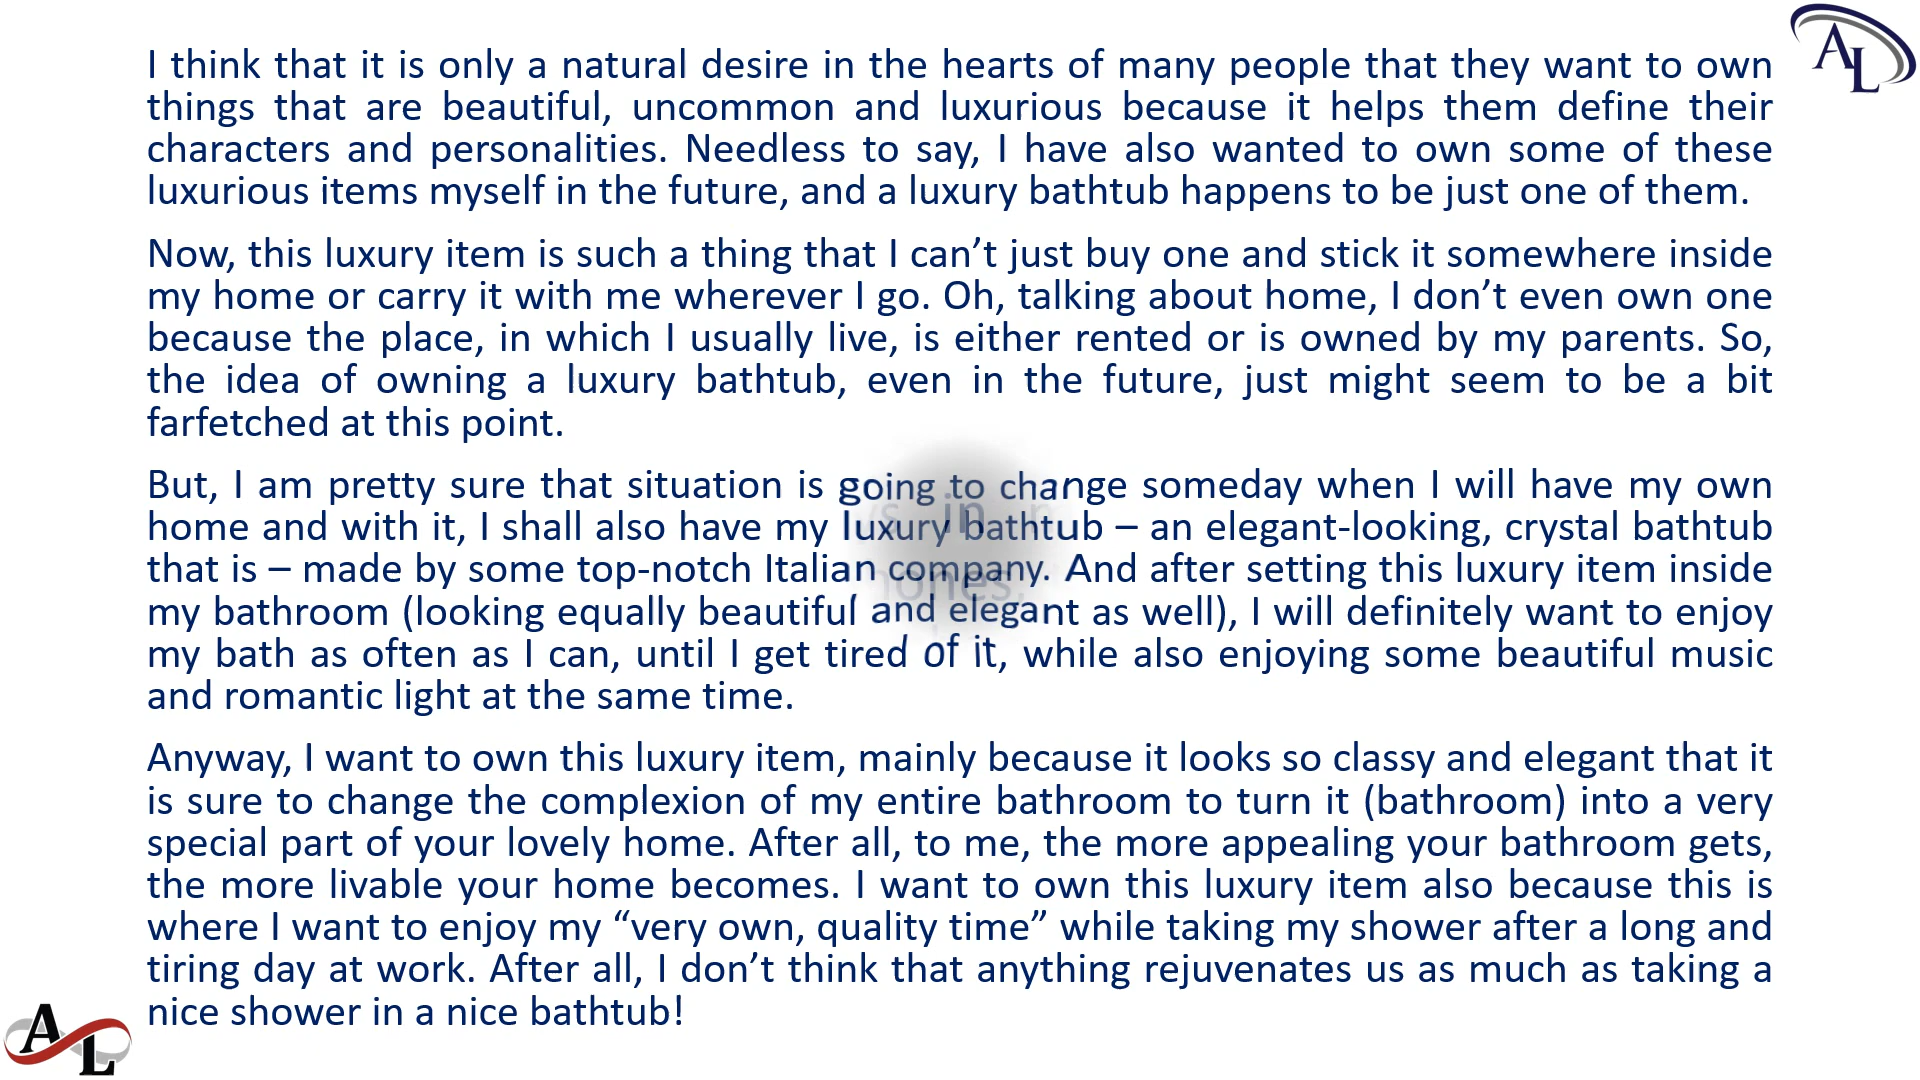 I think that it is only a natural desire in the hearts of many people that they want to own
things that are beautiful, uncommon and luxurious because it helps them define their
characters and personalities. Needless to say, I have also wanted to own some of these
luxurious items myself in the future, and a luxury bathtub happens to be just one of them.
Now, this luxury item is such a thing that I can’t just buy one and stick it somewhere inside
my home or carry it with me wherever I go. Oh, talking about home, I don’t even own one
because the place, in which I usually live, is either rented or is owned by my parents. So,
the idea of owning a luxury bathtub, even in the future, just might seem to be a bit
farfetched at this point.
But, I am pretty sure that situation is going to change someday when I will have my own
home and with it, I shall also have my luxury bathtub – an elegant-looking, crystal bathtub
that is – made by some top-notch Italian company. And after setting this luxury item inside
my bathroom (looking equally beautiful and elegant as well), I will definitely want to enjoy
my bath as often as I can, until I get tired of it, while also enjoying some beautiful music
and romantic light at the same time.
Anyway, I want to own this luxury item, mainly because it looks so classy and elegant that it
is sure to change the complexion of my entire bathroom to turn it (bathroom) into a very
special part of your lovely home. After all, to me, the more appealing your bathroom gets,
the more livable your home becomes. I want to own this luxury item also because this is
where I want to enjoy my “very own, quality time” while taking my shower after a long and
tiring day at work. After all, I don’t think that anything rejuvenates us as much as taking a
nice shower in a nice bathtub!
AL
AL